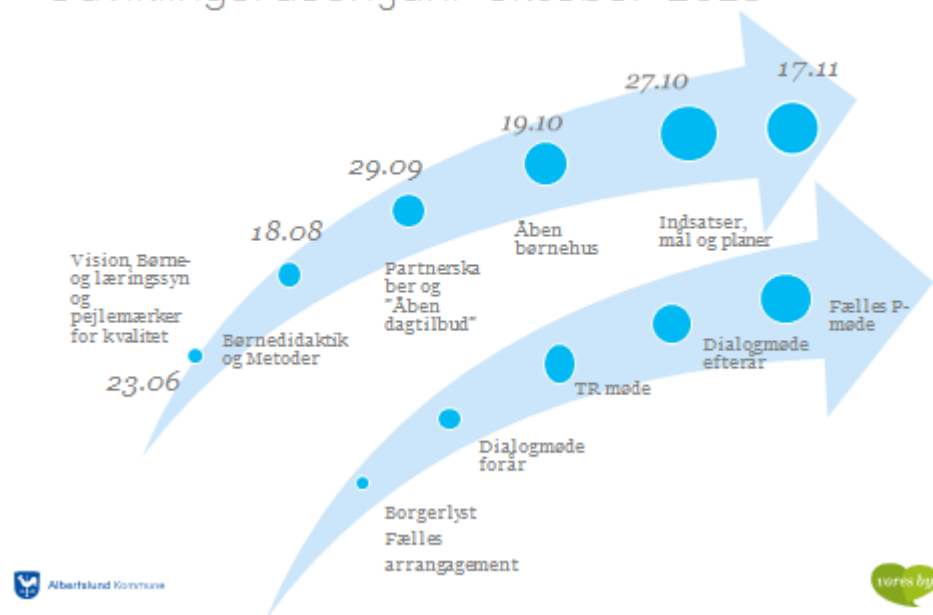 23.06
Vision, Børne-
og læringssyn
og
pejlemærker
for kvalitet
18.08
Børnedidaktik
og Metoder
29.09
Partnerska
ber og
"Åben
dagtilbud"
19.10
Åben
børnehus
27.10
Indsatser,
mål og planer
17.11
Borgerlyst
Fælles
arrangagement
Dialogmøde
forår
TR møde
Dialogmøde
efterår
Fælles P-
møde
Albertslund Kommune
vores by